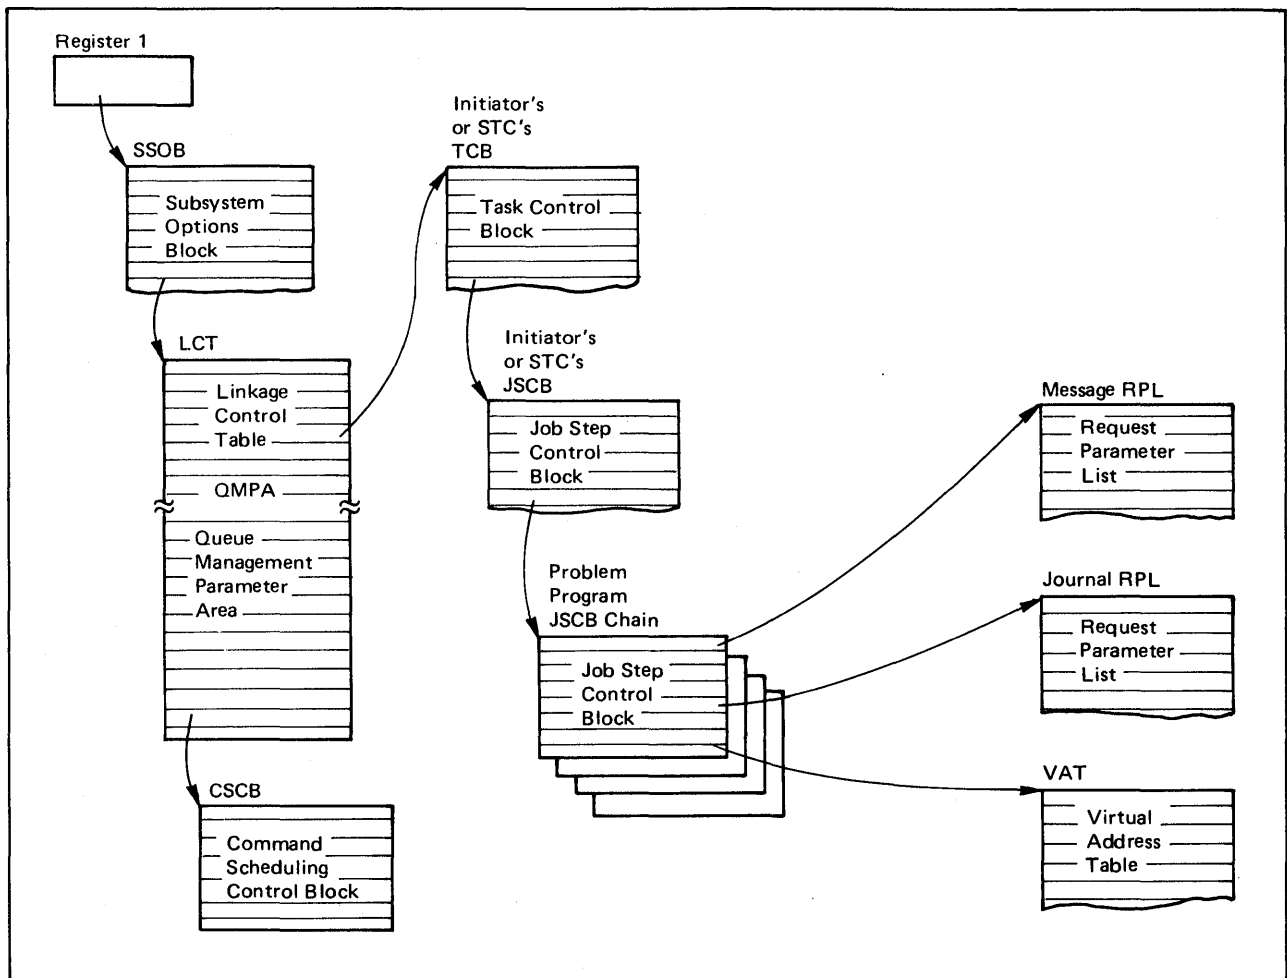 Register 1
SSOB
Subsystem
Options
Block
LCT
Linkage
Control
Table
QMPA
Queue
Management
Parameter
Area
CSCB
Command
Scheduling
Control Block
Initiator's
or STC's
TCB
Task Control
Block
Initiator's
or STC's
JSCB
Job Step
Control
Block
Problem
Program
JSCB Chain
Job Step
Control
Block
Message RPL
Request
Parameter
List
Journal RPL
Request
Parameter
List
VAT
Virtual
Address
Table